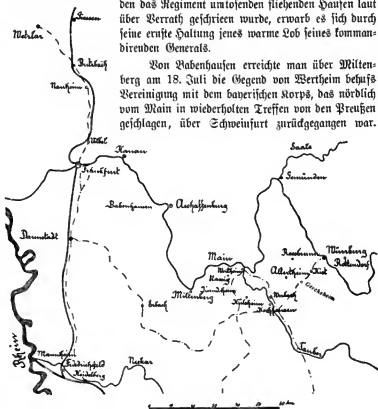 den das Regiment umtosenden fliehenden Haufen laut
über Verrath geschrieen wurde, erwarb es sich durch
seine ernste Haltung jenes warme Lob seines komman-
direnden Generals.
Von Babenhausen erreichte man über Milten-
berg am 18. Juli die Gegend von Wertheim behufs
Vereinigung mit dem bayerischen Korps, das nördlich
vom Main in wiederholten Treffen von den Preußen
geschlagen, über Schweinfurt zurückgegangen war.
Giessen
Wetzlar
Butzbach
Nauheim
Vilbel
Hanau
Frankfurt
Saale
Gemünden
Babenhausen
Aschaffenburg
Darmstadt
Rossbrunn
Würzburg
Rottendorf
Main
Wertheim
Miltenberg
Erbach
Külsheim
Hochhausen
Gerchsheim
Tauber
Rhein
Mannheim
Friedrichsfeld
Heidelberg
Neckar